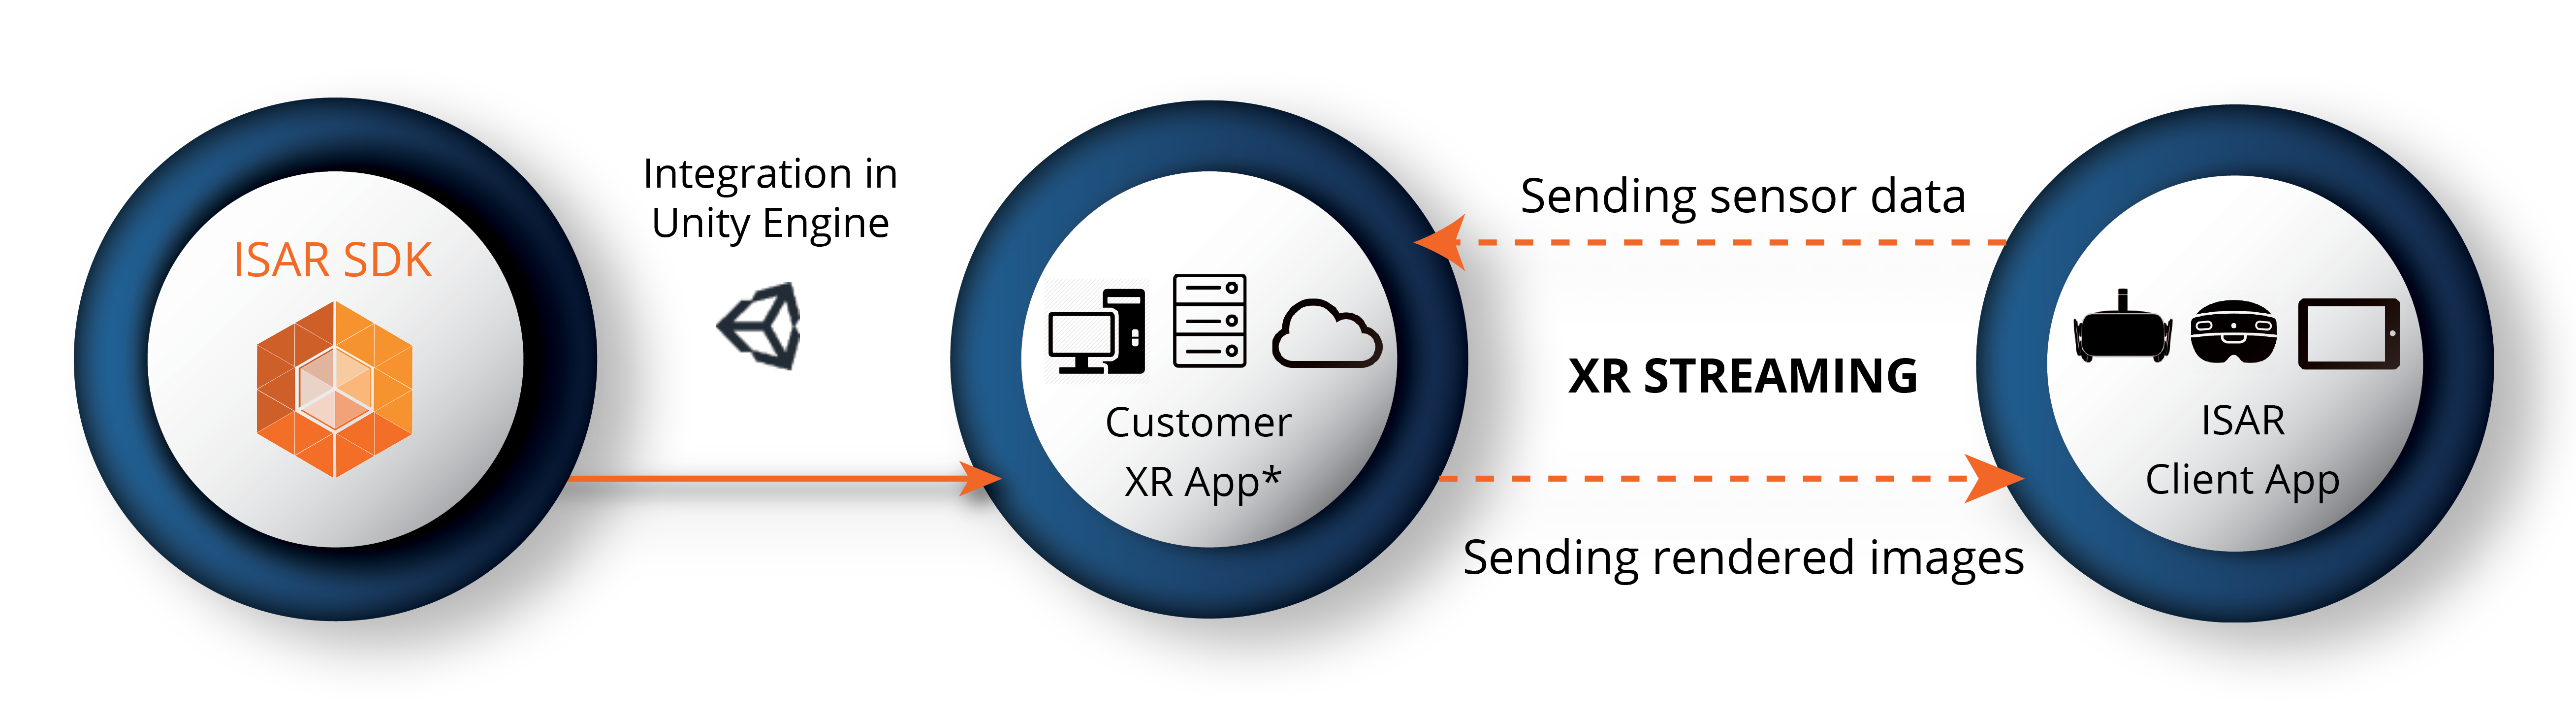 ISAR SDK
Integration in
Unity Engine
Customer
XR App*
Sending sensor data
XR STREAMING
Sending rendered images
ISAR
Client App